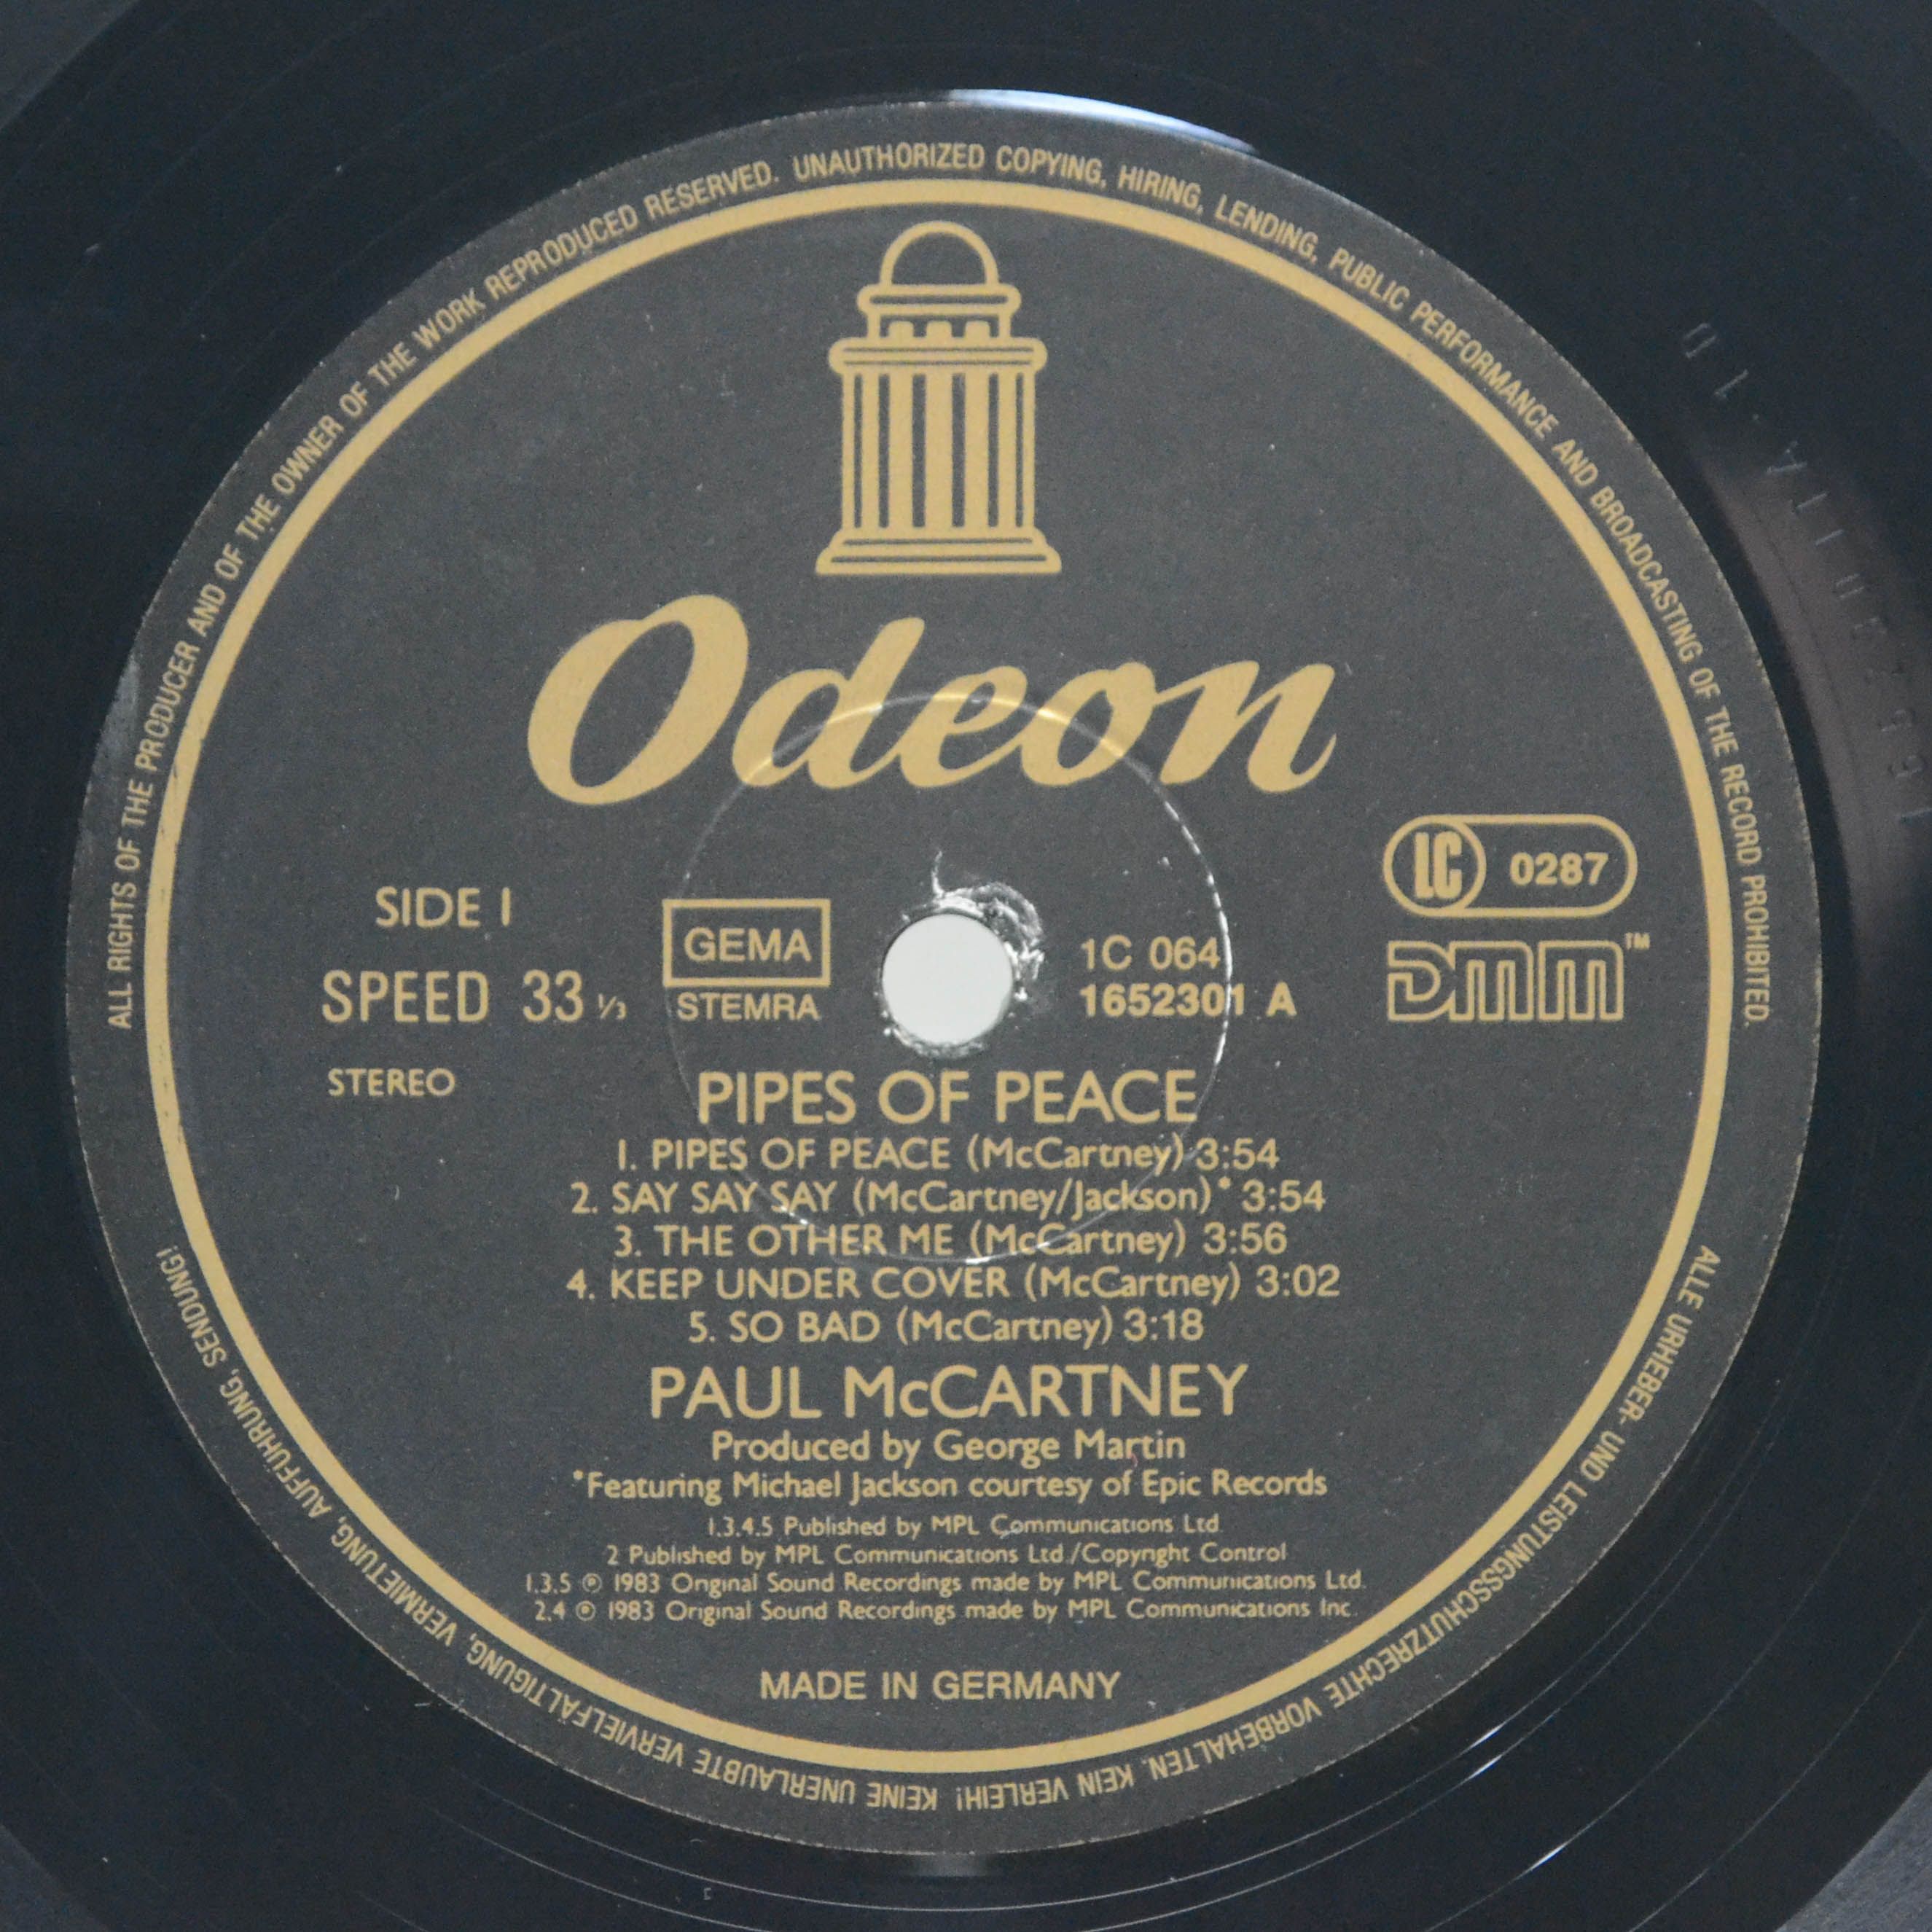 ALL RIGHTS OF THE PRODUCER AND OF THE OWNER OF THE WORK REPRODUCED RESERVED. UNAUTHORIZED COPYING, HIRING, LENDING, PUBLIC PERFORMANCE AND BROADCASTING OF THE RECORD PROHIBITED.
Odeon
LC 0287
SIDE 1
GEMA
1C 064
DMM™
SPEED 33 1/3
STEMRA
1652301 A
STEREO
PIPES OF PEACE
1. PIPES OF PEACE (McCartney) 3:54
2. SAY SAY SAY (McCartney/Jackson)* 3:54
3. THE OTHER ME (McCartney) 3:56
4. KEEP UNDER COVER (McCartney) 3:02
5. SO BAD (McCartney) 3:18
PAUL McCARTNEY
Produced by George Martin
*Featuring Michael Jackson courtesy of Epic Records
1.3.4.5 Published by MPL Communications Ltd.
2 Published by MPL Communications Ltd./Copyright Control
1.3.5 ℗ 1983 Original Sound Recordings made by MPL Communications Ltd.
2.4 ℗ 1983 Original Sound Recordings made by MPL Communications Inc.
MADE IN GERMANY
ALLE URHEBER- UND LEISTUNGSSCHUTZRECHTE VORBEHALTEN. KEIN VERLEIH! KEINE UNERLAUBTE VERVIELFÄLTIGUNG, VERMIETUNG, AUFFÜHRUNG, SENDUNG!